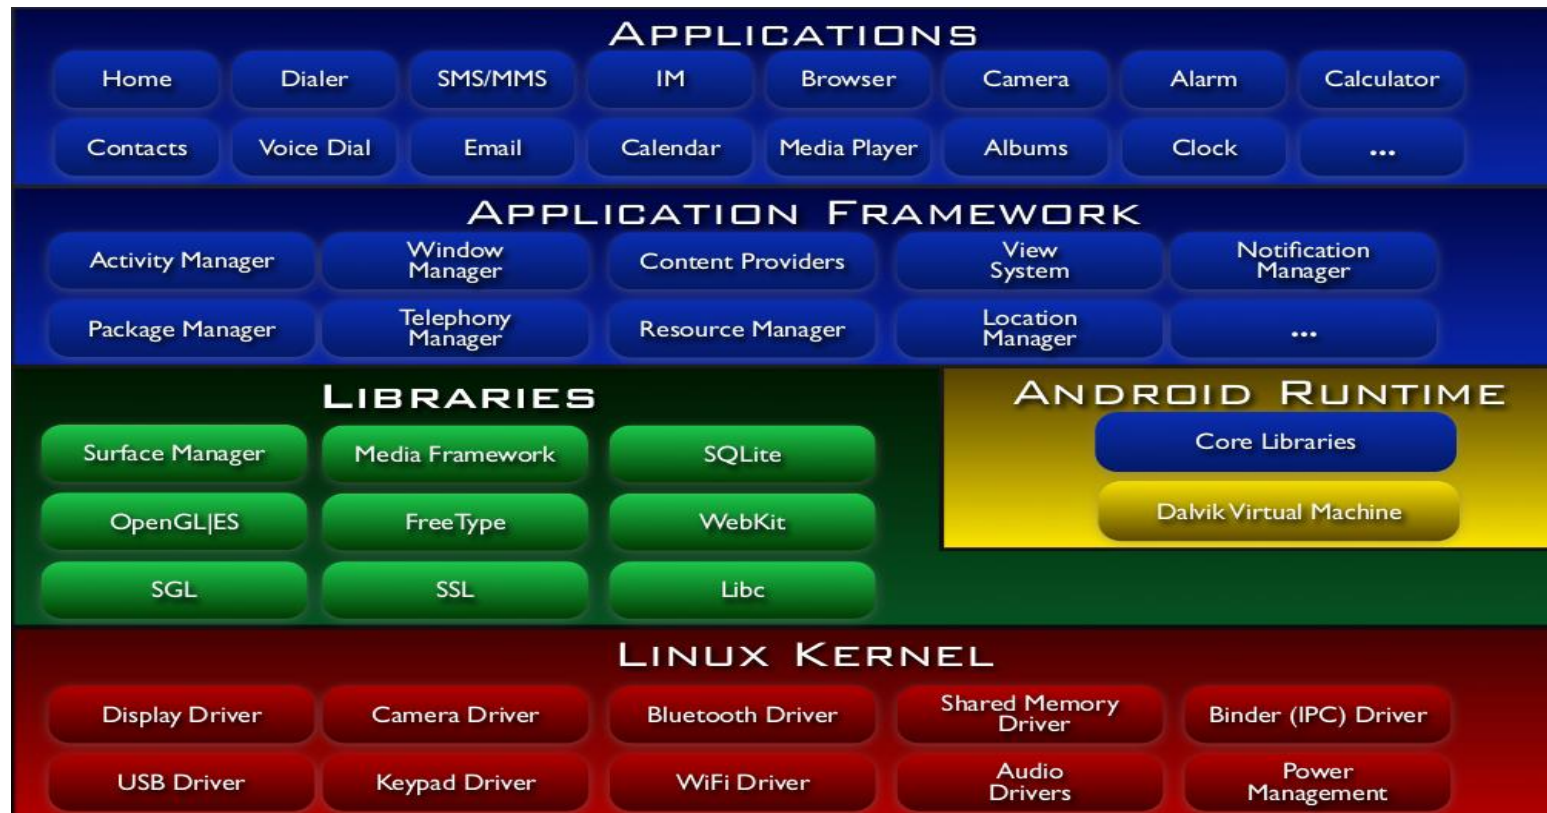 APPLICATIONS
Home Dialer SMS/MMS IM Browser Camera Alarm Calculator
Contacts Voice Dial Email Calendar Media Player Albums Clock ...
APPLICATION FRAMEWORK
Activity Manager Window Manager Content Providers View System Notification Manager
Package Manager Telephony Manager Resource Manager Location Manager ...
LIBRARIES
Surface Manager Media Framework SQLite
OpenGL|ES FreeType WebKit
SGL SSL Libc
ANDROID RUNTIME
Core Libraries
Dalvik Virtual Machine
LINUX KERNEL
Display Driver Camera Driver Bluetooth Driver Shared Memory Driver Binder (IPC) Driver
USB Driver Keypad Driver WiFi Driver Audio Drivers Power Management